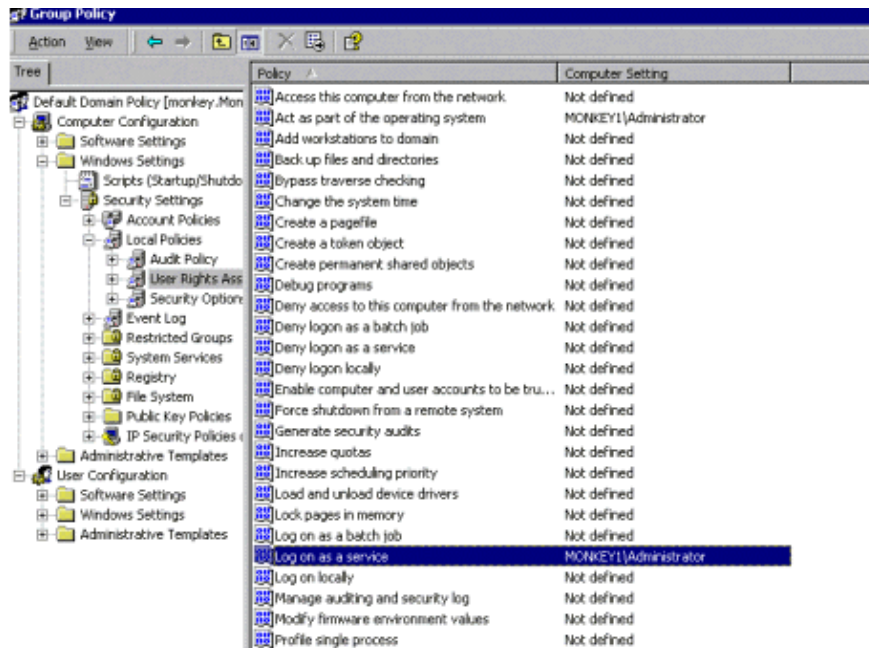 Group Policy
Action View
Tree
Default Domain Policy [monkey.Mon
Computer Configuration
Software Settings
Windows Settings
Scripts (Startup/Shutdo
Security Settings
Account Policies
Local Policies
Audit Policy
User Rights Ass
Security Option
Event Log
Restricted Groups
System Services
Registry
File System
Public Key Policies
IP Security Policies
Administrative Templates
User Configuration
Software Settings
Windows Settings
Administrative Templates
Policy Computer Setting
Access this computer from the network Not defined
Act as part of the operating system MONKEY1\Administrator
Add workstations to domain Not defined
Back up files and directories Not defined
Bypass traverse checking Not defined
Change the system time Not defined
Create a pagefile Not defined
Create a token object Not defined
Create permanent shared objects Not defined
Debug programs Not defined
Deny access to this computer from the network Not defined
Deny logon as a batch job Not defined
Deny logon as a service Not defined
Deny logon locally Not defined
Enable computer and user accounts to be tru... Not defined
Force shutdown from a remote system Not defined
Generate security audits Not defined
Increase quotas Not defined
Increase scheduling priority Not defined
Load and unload device drivers Not defined
Lock pages in memory Not defined
Log on as a batch job Not defined
Log on as a service MONKEY1\Administrator
Log on locally Not defined
Manage auditing and security log Not defined
Modify firmware environment values Not defined
Profile single process Not defined